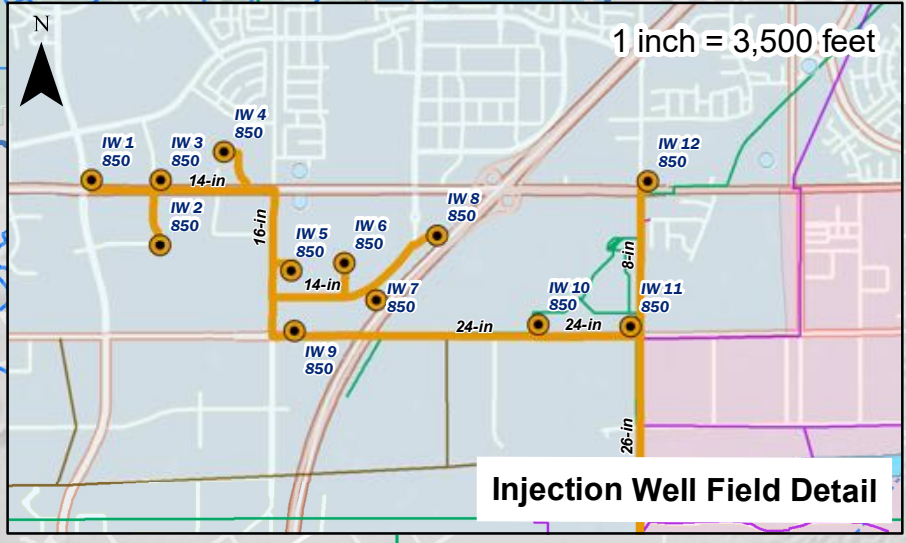 N
1 inch = 3,500 feet
IW 4
850
IW 1
850
IW 3
850
14-in
IW 12
850
IW 2
850
16-in
IW 8
850
IW 5
850
IW 6
850
14-in
8-in
IW 7
850
IW 10
850
IW 11
850
24-in
24-in
IW 9
850
26-in
Injection Well Field Detail